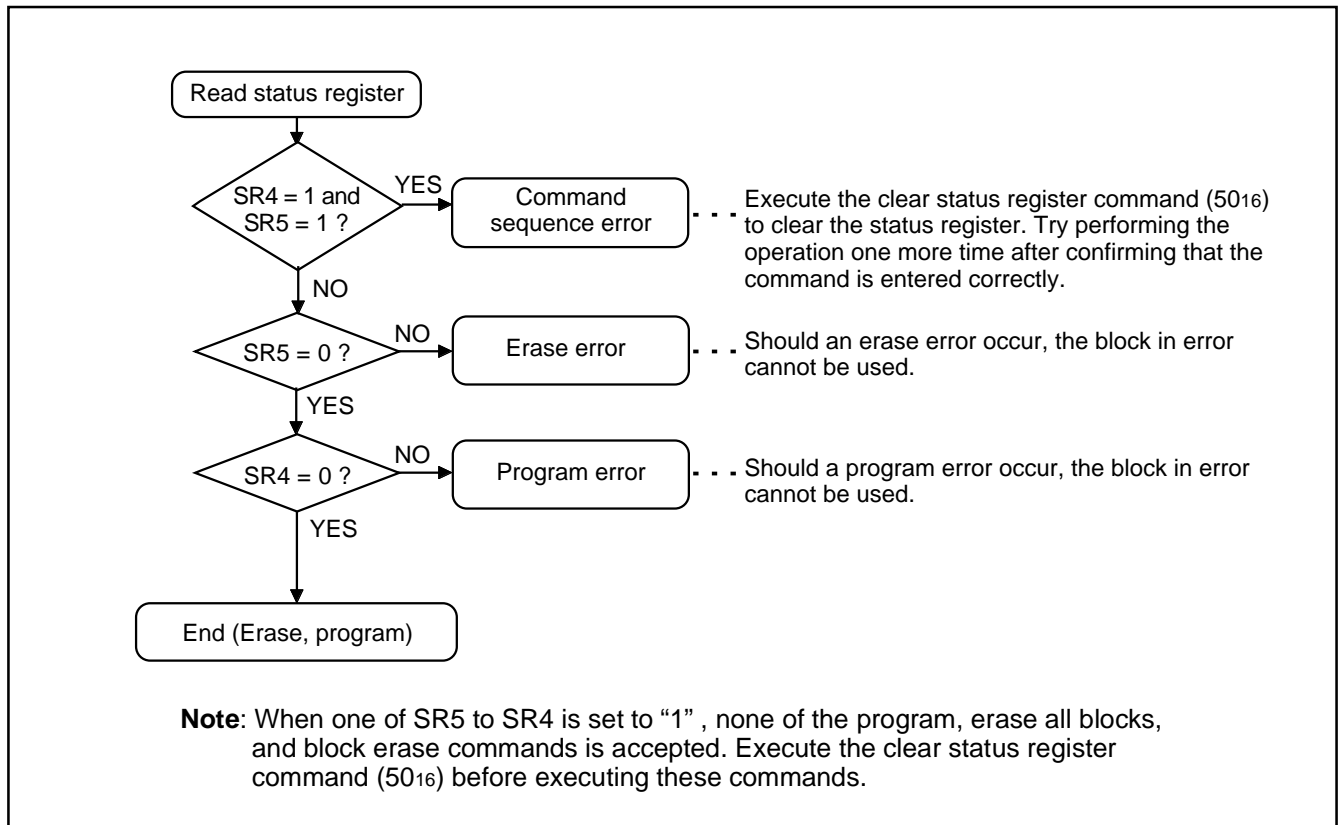 Read status register
SR4 = 1 and
SR5 = 1 ?
YES
Command
sequence error
Execute the clear status register command (5016)
to clear the status register. Try performing the
operation one more time after confirming that the
command is entered correctly.
NO
SR5 = 0 ?
NO
Erase error
Should an erase error occur, the block in error
cannot be used.
YES
SR4 = 0 ?
NO
Program error
Should a program error occur, the block in error
cannot be used.
YES
End (Erase, program)
Note: When one of SR5 to SR4 is set to “1” , none of the program, erase all blocks,
and block erase commands is accepted. Execute the clear status register
command (5016) before executing these commands.